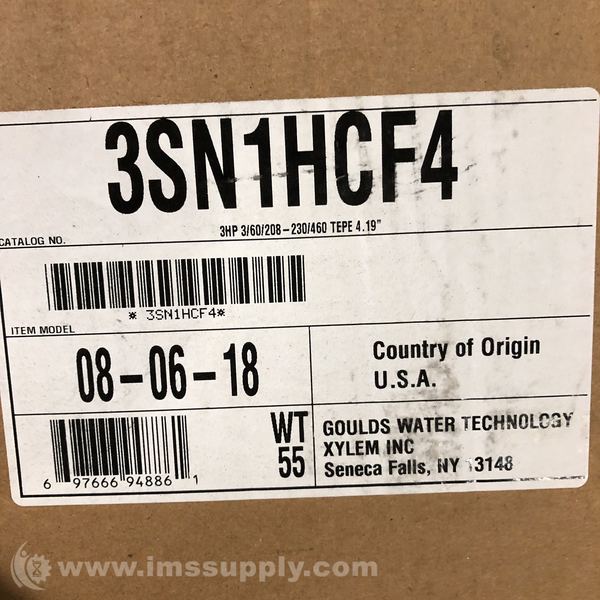 3SN1HCF4
3HP 3/60/208-230/460 TEPE 4.19"
CATALOG NO.
* 3SN1HCF4*
ITEM MODEL
08-06-18
Country of Origin
U.S.A.
6 97666 94886 1
WT
55
GOULDS WATER TECHNOLOGY
XYLEM INC
Seneca Falls, NY 13148
www.imssupply.com